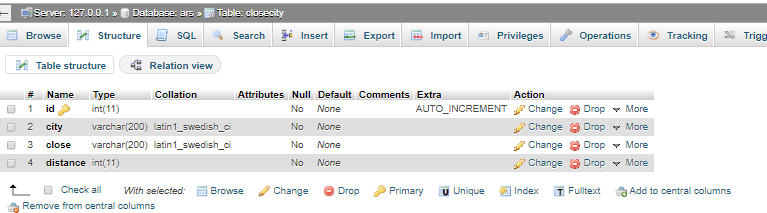 Server: 127.0.0.1 » Database: ars » Table: closecity
Browse Structure SQL Search Insert Export Import Privileges Operations Tracking Trigg
Table structure Relation view
# Name Type Collation Attributes Null Default Comments Extra Action
1 id int(11) No None AUTO_INCREMENT Change Drop More
2 city varchar(200) latin1_swedish_ci No None Change Drop More
3 close varchar(200) latin1_swedish_ci No None Change Drop More
4 distance int(11) No None Change Drop More
Check all With selected: Browse Change Drop Primary Unique Index Fulltext Add to central columns
Remove from central columns